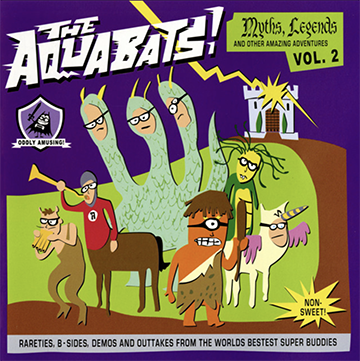 THE
AQUABATS!
Myths, Legends
AND OTHER AMAZING ADVENTURES
VOL. 2
ODDLY AMUSING!
R
NON-
SWEET!
RARETIES, B-SIDES, DEMOS AND OUTTAKES FROM THE WORLDS BESTEST SUPER BUDDIES